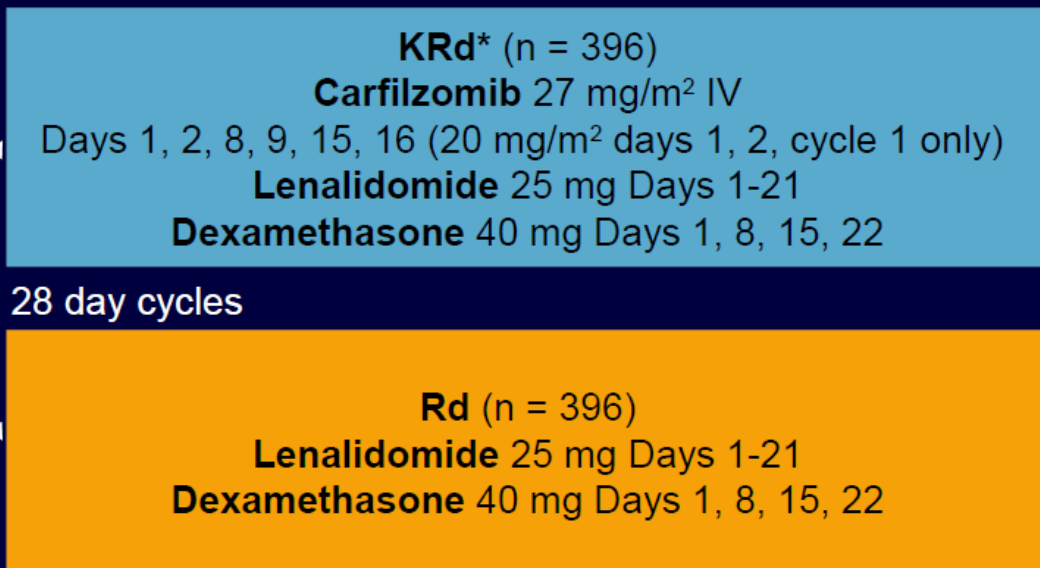 KRd* (n = 396)
Carfilzomib 27 mg/m² IV
Days 1, 2, 8, 9, 15, 16 (20 mg/m² days 1, 2, cycle 1 only)
Lenalidomide 25 mg Days 1-21
Dexamethasone 40 mg Days 1, 8, 15, 22
28 day cycles
Rd (n = 396)
Lenalidomide 25 mg Days 1-21
Dexamethasone 40 mg Days 1, 8, 15, 22